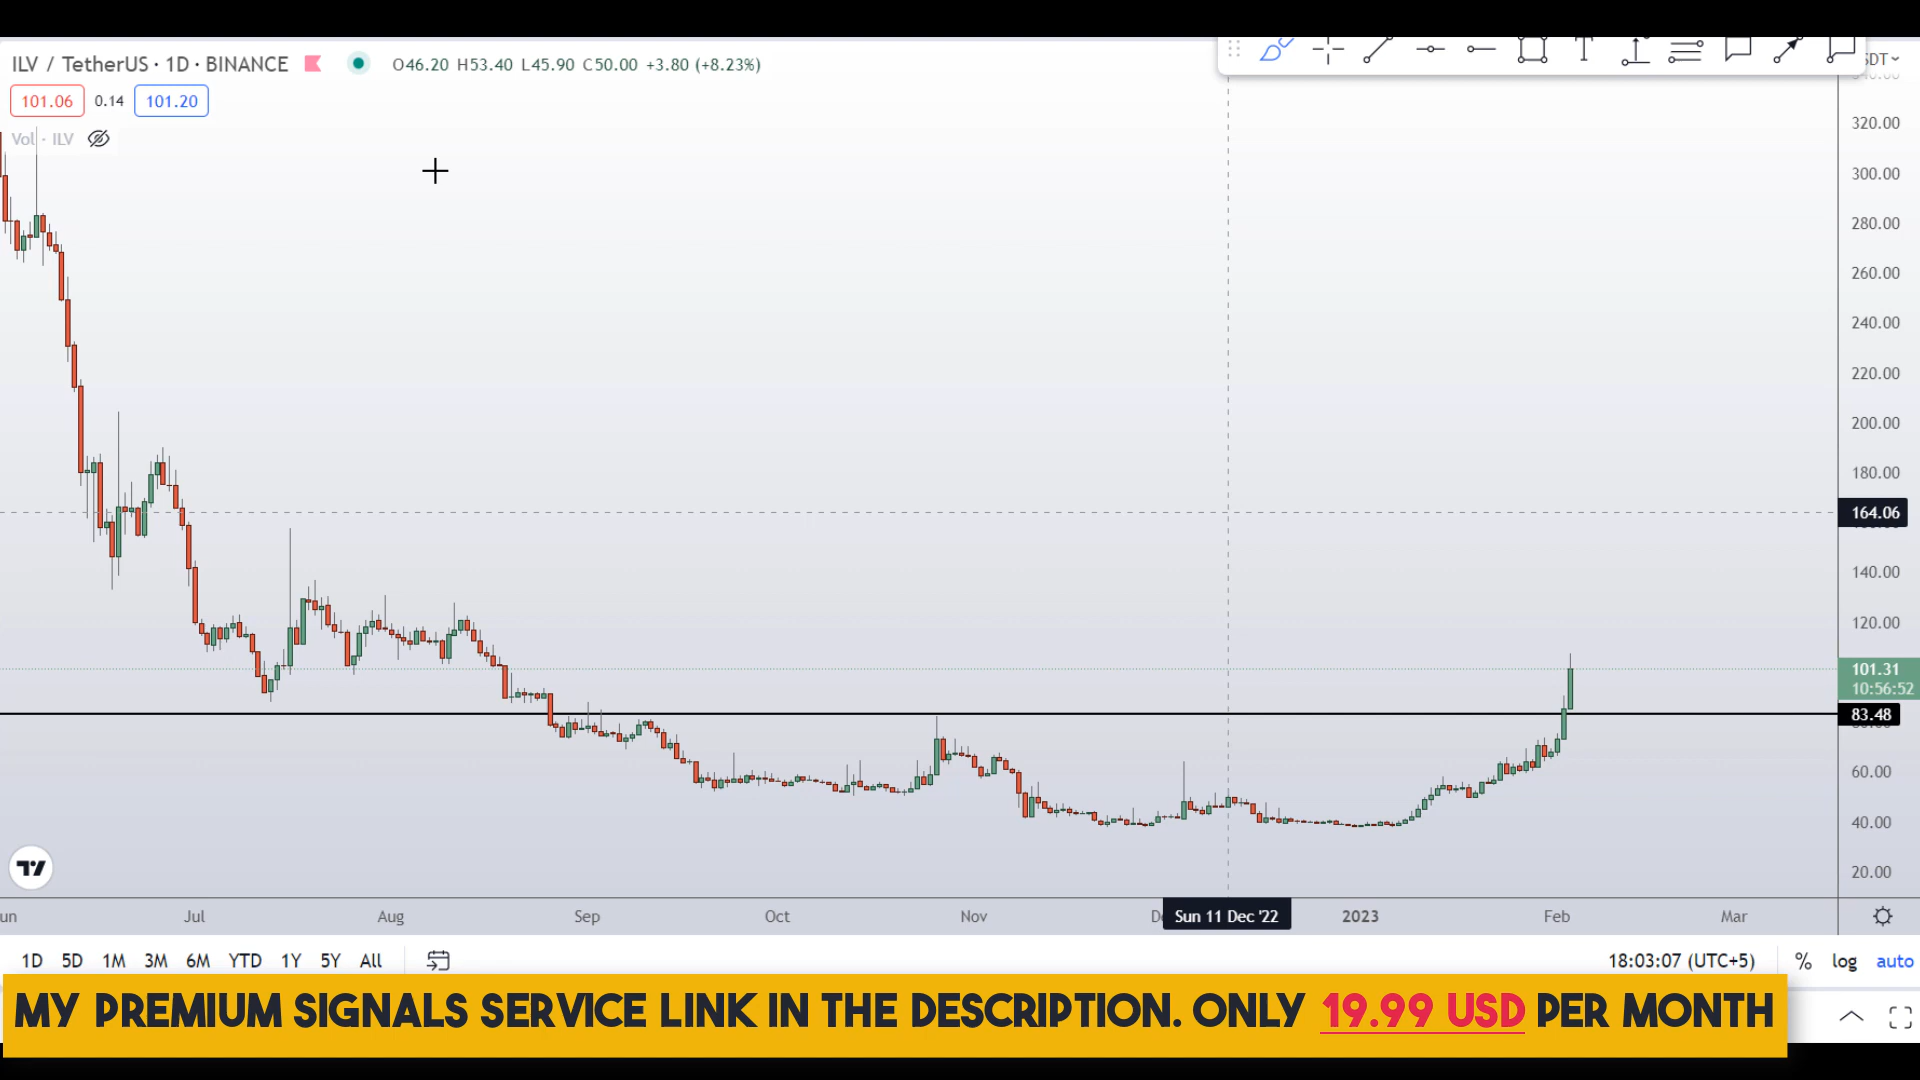 ILV / TetherUS · 1D · BINANCE O46.20 H53.40 L45.90 C50.00 +3.80 (+8.23%)
101.06 0.14 101.20
Vol · ILV
320.00
300.00
280.00
260.00
240.00
220.00
200.00
180.00
164.06
140.00
120.00
101.31
10:56:52
83.48
60.00
40.00
20.00
Jul Aug Sep Oct Nov Sun 11 Dec '22 2023 Feb Mar
1D 5D 1M 3M 6M YTD 1Y 5Y All 18:03:07 (UTC+5) % log auto
MY PREMIUM SIGNALS SERVICE LINK IN THE DESCRIPTION. ONLY 19.99 USD PER MONTH